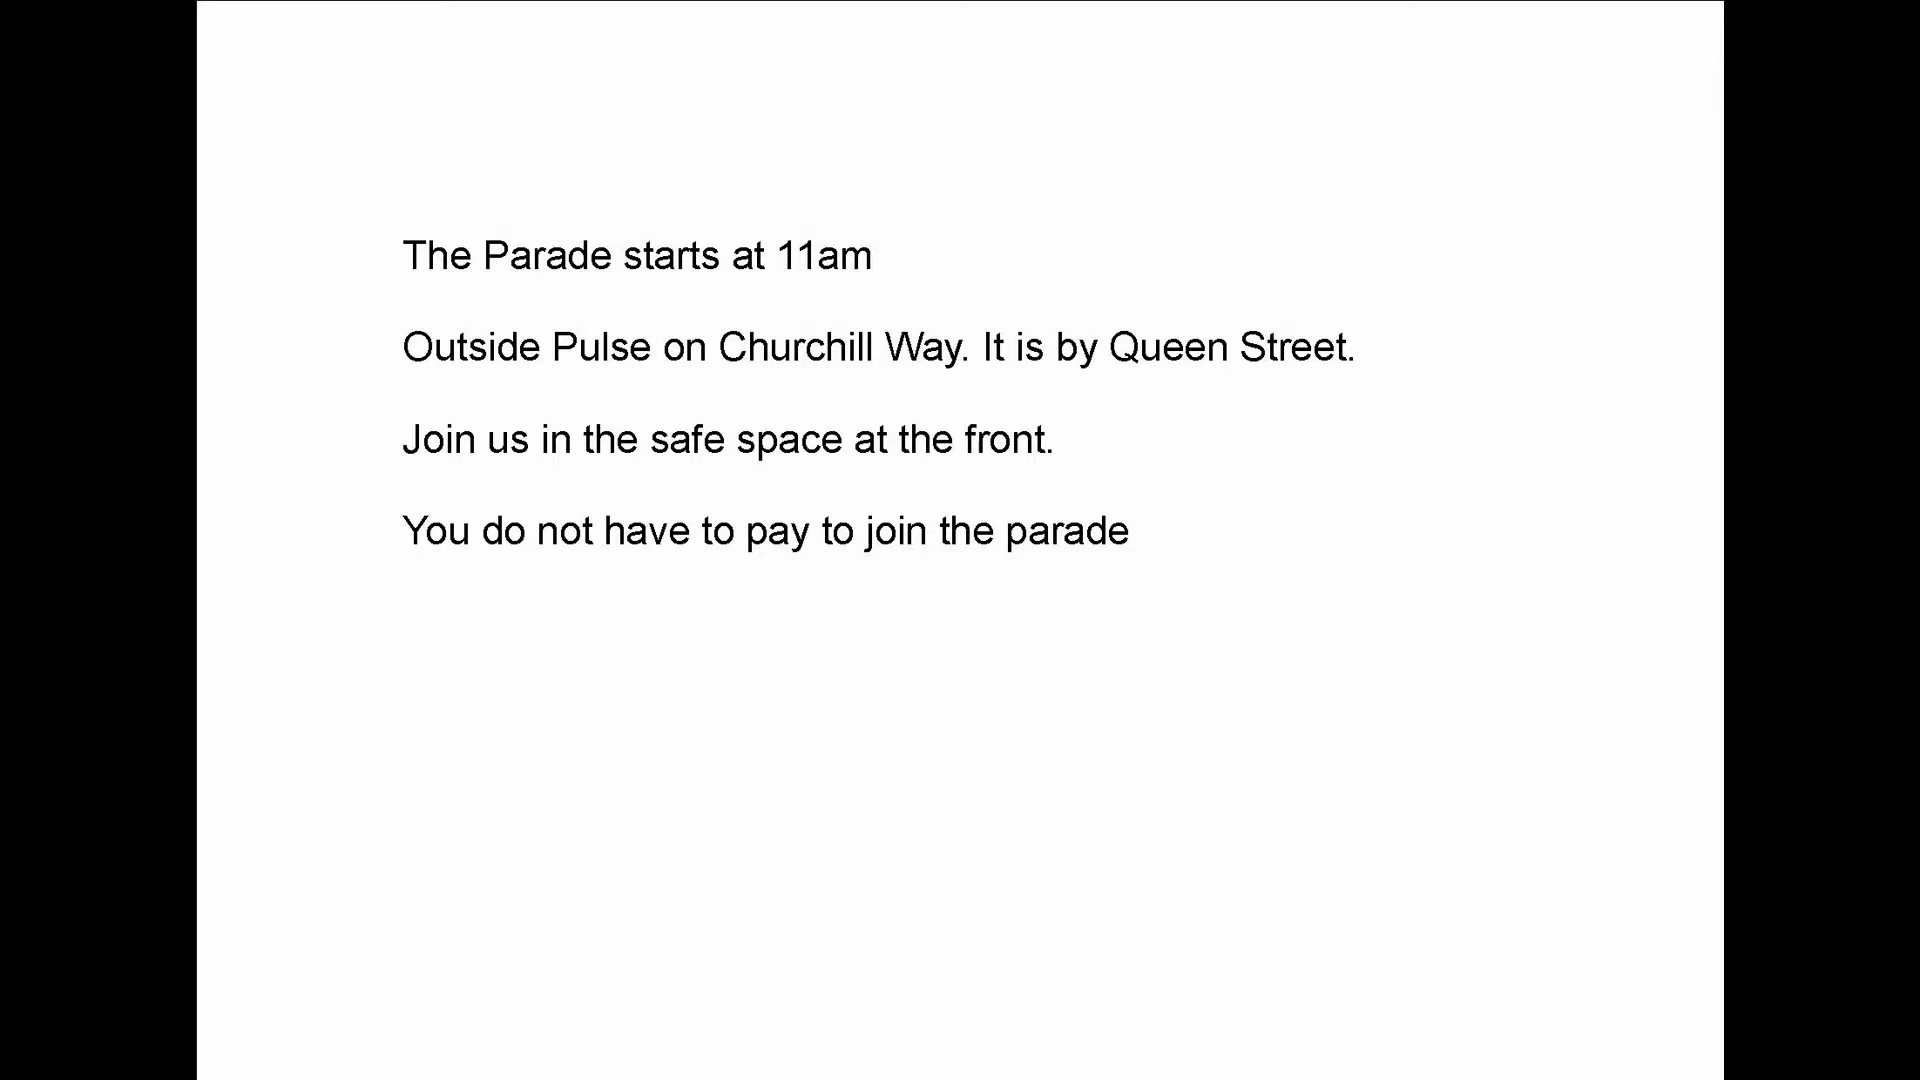 The Parade starts at 11am
Outside Pulse on Churchill Way. It is by Queen Street.
Join us in the safe space at the front.
You do not have to pay to join the parade